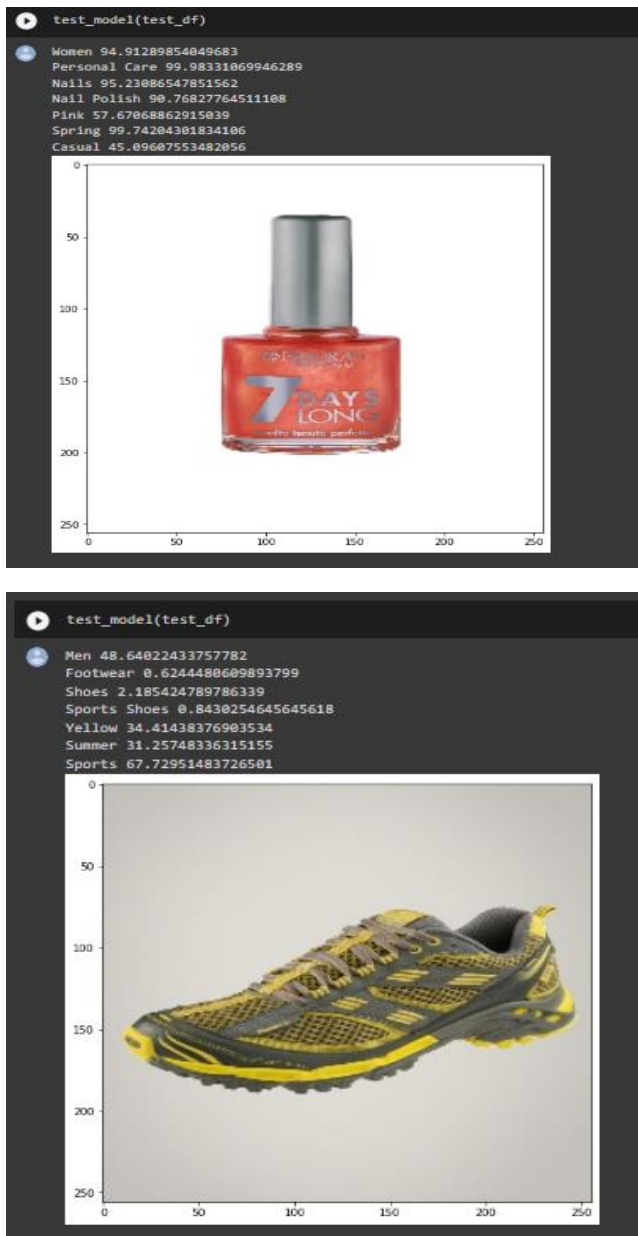 test_model(test_df)
Women 94.91289854049683
Personal Care 99.98331069946289
Nails 95.23086547851562
Nail Polish 90.76827764511108
Pink 57.67068862915039
Spring 99.74204301834106
Casual 45.09607553482056
0
50
100
150
200
250
7 DAYS
LONG
0 50 100 150 200 250
test_model(test_df)
Men 48.64022433757782
Footwear 0.6244480609893799
Shoes 2.185424789786339
Sports Shoes 0.8430254645645618
Yellow 34.41438376903534
Summer 31.25748336315155
Sports 67.72951483726501
0
50
100
150
200
250
0 50 100 150 200 250